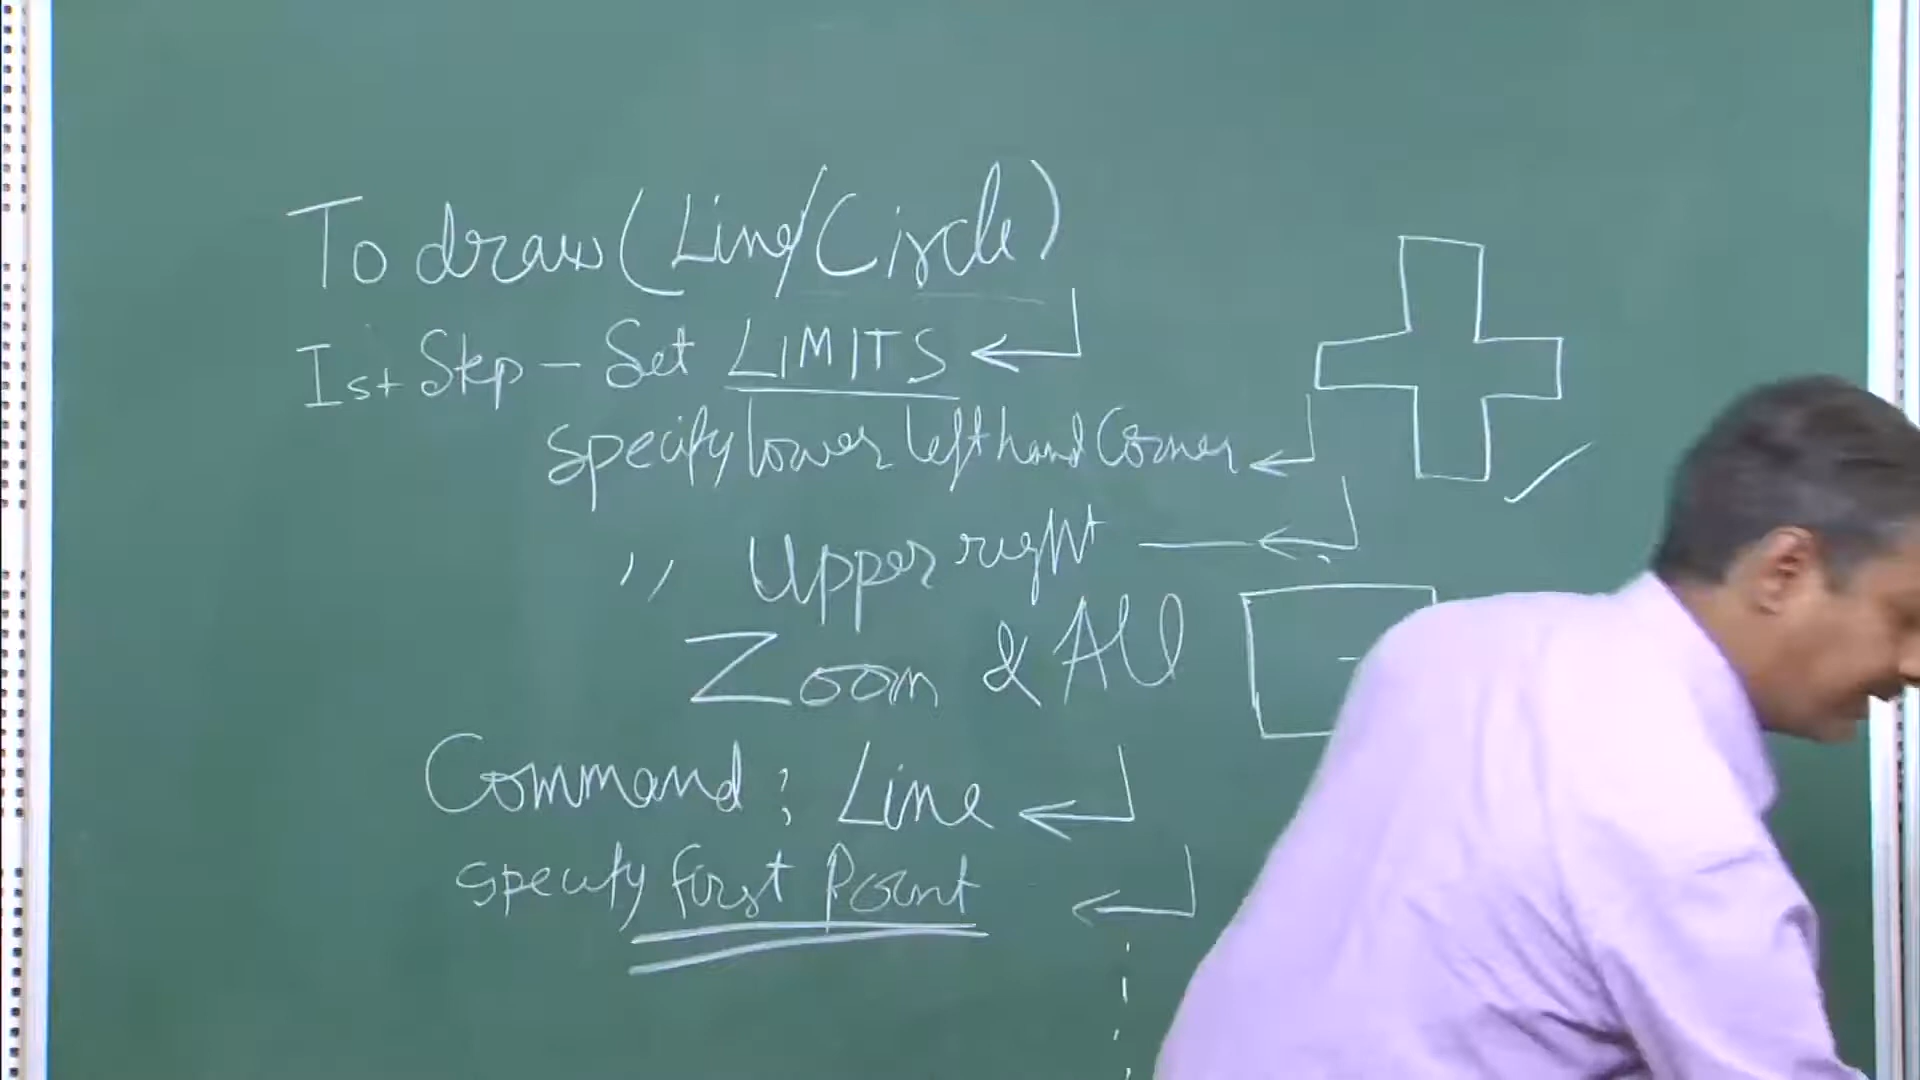 To draw (Line/Circle)
Ist Step - Set LIMITS
specify lower left hand Corner
,, Upper right
Zoom & All
Command : Line
specify first Point